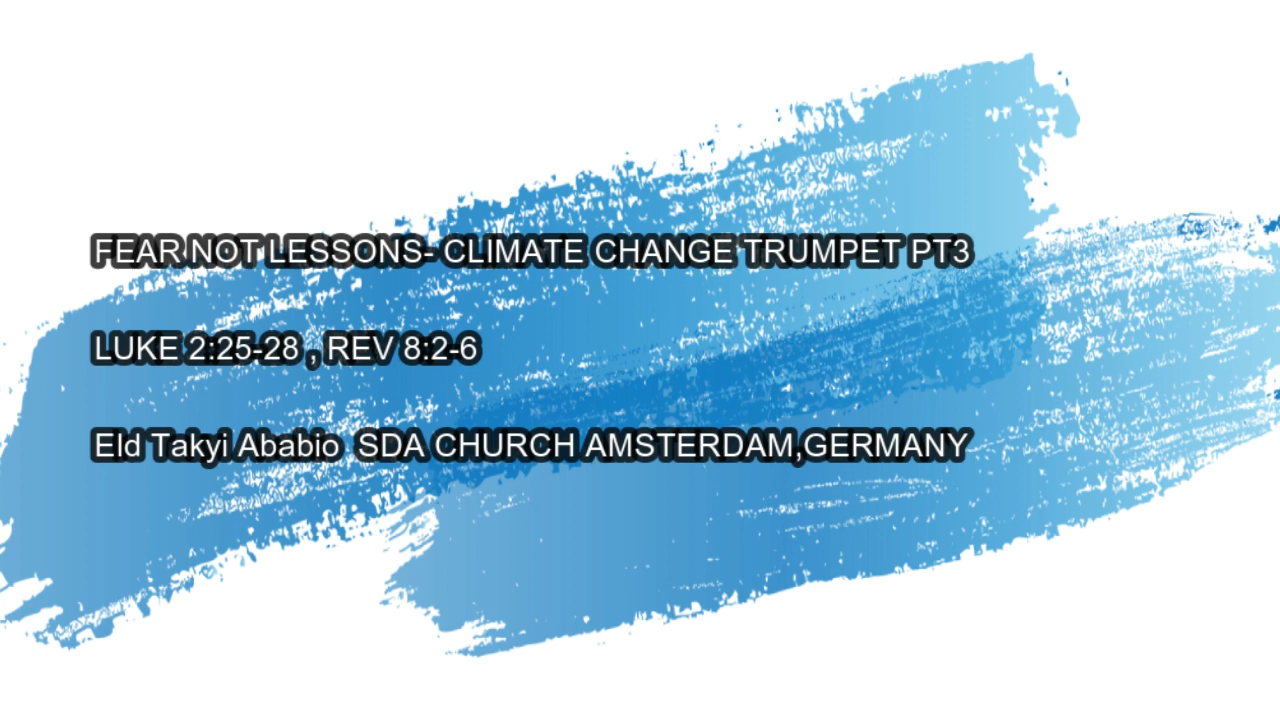 FEAR NOT LESSONS- CLIMATE CHANGE TRUMPET PT3
LUKE 2:25-28 , REV 8:2-6
Eld Takyi Ababio  SDA CHURCH AMSTERDAM,GERMANY